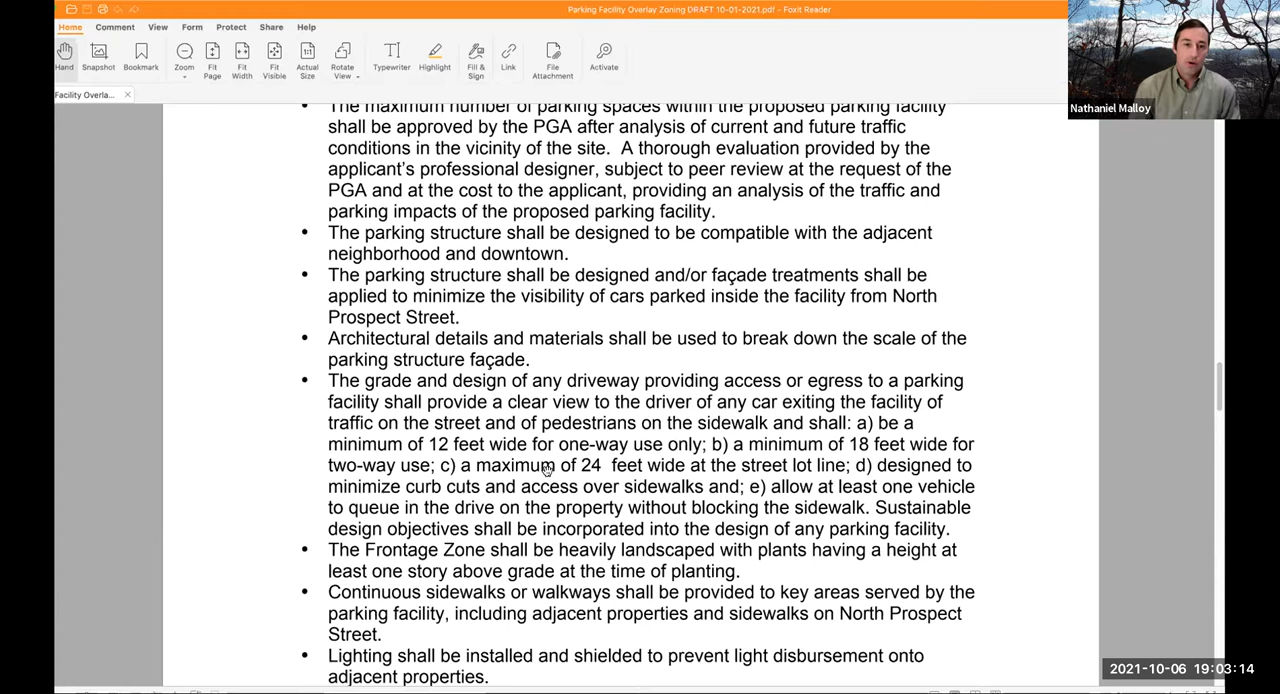 Parking Facility Overlay Zoning DRAFT 10-01-2021.pdf - Foxit Reader
Home Comment View Form Protect Share Help
Hand Snapshot Bookmark Zoom Fit Page Fit Width Fit Visible Actual Size Rotate View Typewriter Highlight Fill & Sign Link File Attachment Activate
Facility Overla...
Nathaniel Malloy
• The maximum number of parking spaces within the proposed parking facility
shall be approved by the PGA after analysis of current and future traffic
conditions in the vicinity of the site. A thorough evaluation provided by the
applicant's professional designer, subject to peer review at the request of the
PGA and at the cost to the applicant, providing an analysis of the traffic and
parking impacts of the proposed parking facility.
• The parking structure shall be designed to be compatible with the adjacent
neighborhood and downtown.
• The parking structure shall be designed and/or façade treatments shall be
applied to minimize the visibility of cars parked inside the facility from North
Prospect Street.
• Architectural details and materials shall be used to break down the scale of the
parking structure façade.
• The grade and design of any driveway providing access or egress to a parking
facility shall provide a clear view to the driver of any car exiting the facility of
traffic on the street and of pedestrians on the sidewalk and shall: a) be a
minimum of 12 feet wide for one-way use only; b) a minimum of 18 feet wide for
two-way use; c) a maximum of 24 feet wide at the street lot line; d) designed to
minimize curb cuts and access over sidewalks and; e) allow at least one vehicle
to queue in the drive on the property without blocking the sidewalk. Sustainable
design objectives shall be incorporated into the design of any parking facility.
• The Frontage Zone shall be heavily landscaped with plants having a height at
least one story above grade at the time of planting.
• Continuous sidewalks or walkways shall be provided to key areas served by the
parking facility, including adjacent properties and sidewalks on North Prospect
Street.
• Lighting shall be installed and shielded to prevent light disbursement onto
adjacent properties.
2021-10-06 19:03:14